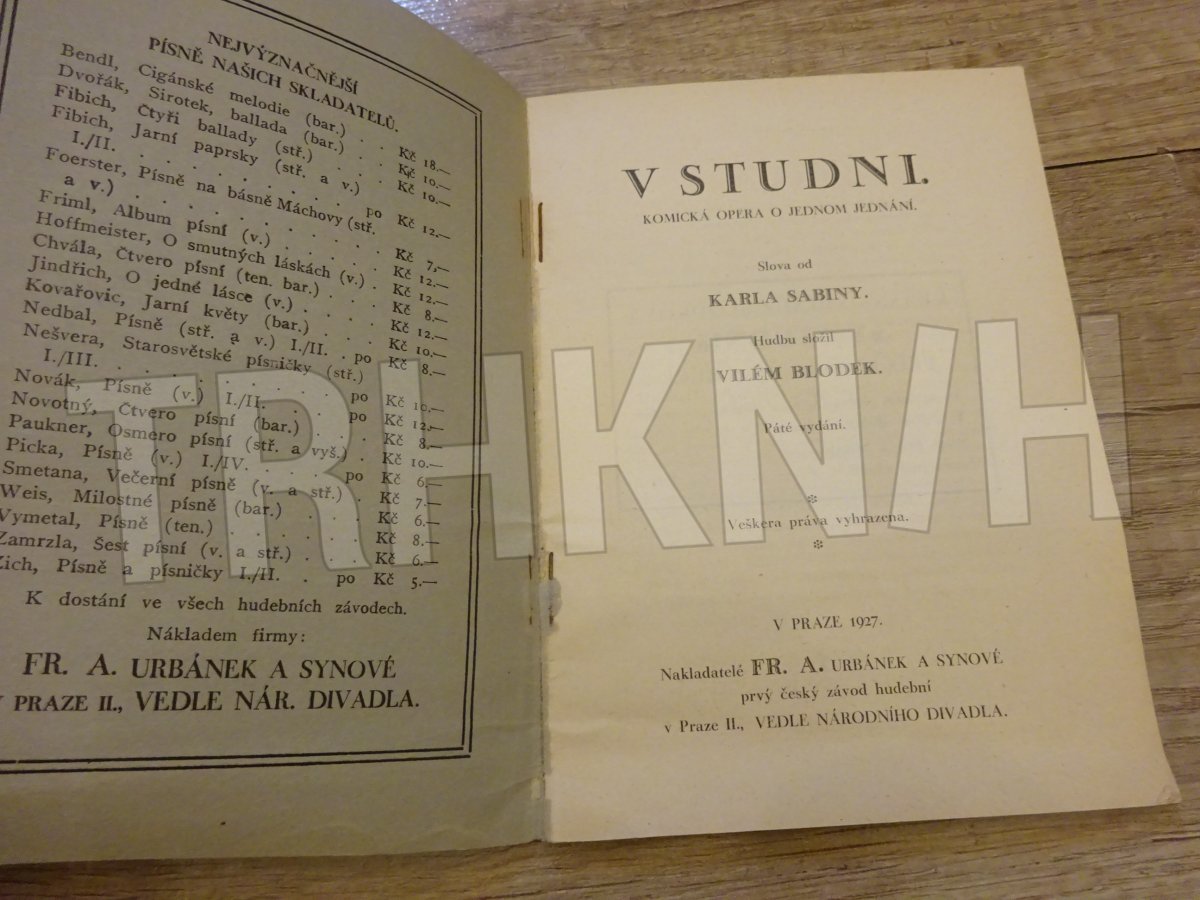 NEJVÝZNAČNĚJŠÍ
PÍSNĚ NAŠICH SKLADATELŮ.
Bendl, Cigánské melodie (bar.) . . Kč 18.—
Dvořák, Sirotek, ballada (bar.) . . Kč 10.—
Fibich, Čtyři ballady (stř.) . . Kč 10.—
Fibich, Jarní paprsky (stř. a v.)
I./II. . . . . . . . . po Kč 12.—
Foerster, Písně na básně Máchovy (stř.
a v.) . . . . . . . . Kč 7.—
Friml, Album písní (v.) . . . . Kč 12.—
Hoffmeister, O smutných láskách (v.) . Kč 12.—
Chvála, Čtvero písní (ten. bar.) . . Kč 8.—
Jindřich, O jedné lásce (v.) . . . . Kč 12.—
Kovařovic, Jarní květy (bar.) . . Kč 10.—
Nedbal, Písně (stř. a v.) I./II. . po Kč 8.—
Nešvera, Starosvětské písničky (stř.)
I./III. . . . . . . . po Kč 10.—
Novák, Písně (v.) I./II. . . po Kč 12.—
Novotný, Čtvero písní (bar.) . . . Kč 8.—
Paukner, Osmero písní (stř. a vyš.) . Kč 10.—
Picka, Písně (v.) I./IV. . . . po Kč 6.—
Smetana, Večerní písně (v. a stř.) . Kč 7.—
Weis, Milostné písně (bar.) . . . Kč 6.—
Vymetal, Písně (ten.) . . . . . Kč 8.—
Zamrzla, Šest písní (v. a stř.) . . Kč 6.—
Zich, Písně a písničky I./II. . po Kč 5.—
K dostání ve všech hudebních závodech.
Nákladem firmy:
FR. A. URBÁNEK A SYNOVÉ
V PRAZE II., VEDLE NÁR. DIVADLA.
V STUDNI.
KOMICKÁ OPERA O JEDNOM JEDNÁNÍ.
Slova od
KARLA SABINY.
Hudbu složil
VILÉM BLODEK.
Páté vydání.
*
Veškera práva vyhrazena.
*
V PRAZE 1927.
Nakladatelé FR. A. URBÁNEK A SYNOVÉ
prvý český závod hudební
v Praze II., VEDLE NÁRODNÍHO DIVADLA.
TRHKNIH